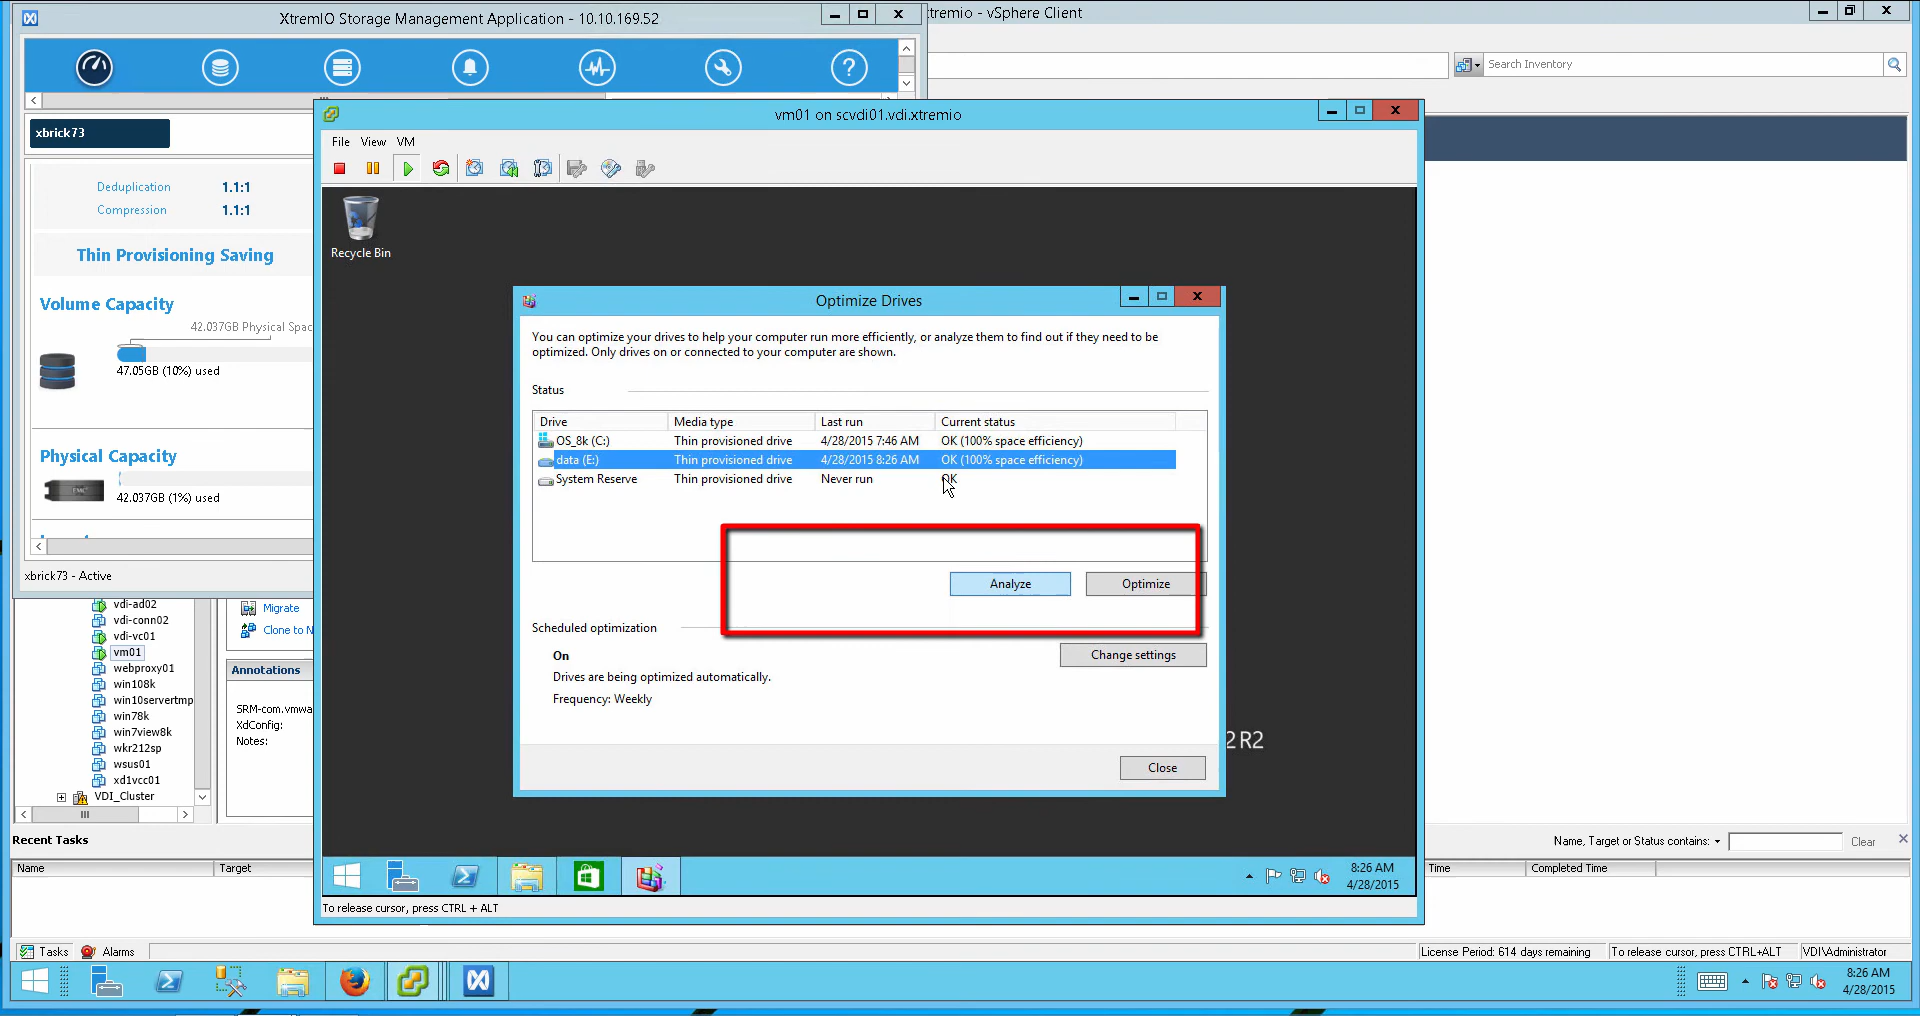 XtremIO Storage Management Application - 10.10.169.52
xtremio - vSphere Client
Search Inventory
xbrick73
Deduplication 1.1:1
Compression 1.1:1
Thin Provisioning Saving
Volume Capacity
42.037GB Physical Spac
47.05GB (10%) used
Physical Capacity
EMC
42.037GB (1%) used
xbrick73 - Active
vdi-ad02
vdi-conn02
vdi-vc01
vm01
webproxy01
win108k
win10servertmp
win78k
win7view8k
wkr212sp
wsus01
xd1vcc01
VDI_Cluster
Migrate
Clone to N
Annotations
SRM-com.vmwa
XdConfig:
Notes:
vm01 on scvdi01.vdi.xtremio
File View VM
Recycle Bin
Optimize Drives
You can optimize your drives to help your computer run more efficiently, or analyze them to find out if they need to be
optimized. Only drives on or connected to your computer are shown.
Status
Drive Media type Last run Current status
OS_8k (C:) Thin provisioned drive 4/28/2015 7:46 AM OK (100% space efficiency)
data (E:) Thin provisioned drive 4/28/2015 8:26 AM OK (100% space efficiency)
System Reserve Thin provisioned drive Never run OK
Analyze Optimize
Scheduled optimization
On
Change settings
Drives are being optimized automatically.
Frequency: Weekly
2 R2
Close
8:26 AM
4/28/2015
To release cursor, press CTRL + ALT
Recent Tasks
Name, Target or Status contains: Clear
Name Target Time Completed Time
Tasks Alarms
License Period: 614 days remaining To release cursor, press CTRL+ALT VDI\Administrator
8:26 AM
4/28/2015